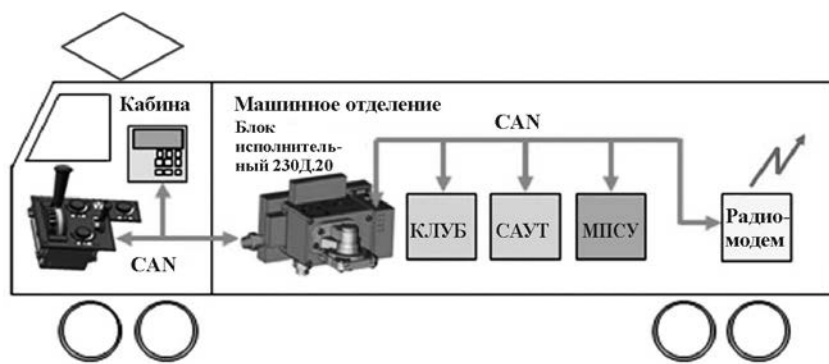 Кабина
Машинное отделение
Блок
исполнитель-
ный 230Д.20
CAN
КЛУБ
САУТ
МПСУ
Радио-
модем
CAN